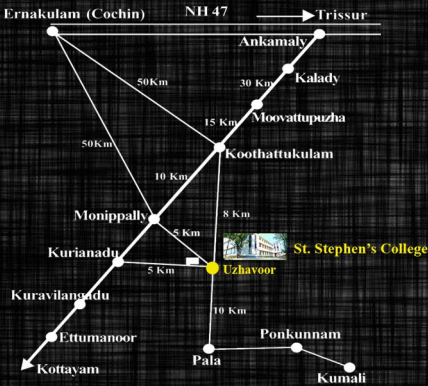 Ernakulam (Cochin)
NH 47
Trissur
Ankamaly
Kalady
30 Km
50Km
Moovattupuzha
15 Km
Koothattukulam
50Km
10 Km
8 Km
Monippally
5 Km
St. Stephen's College
Kurianadu
5 Km
Uzhavoor
Kuravilangadu
10 Km
Ettumanoor
Ponkunnam
Pala
Kottayam
Kumali